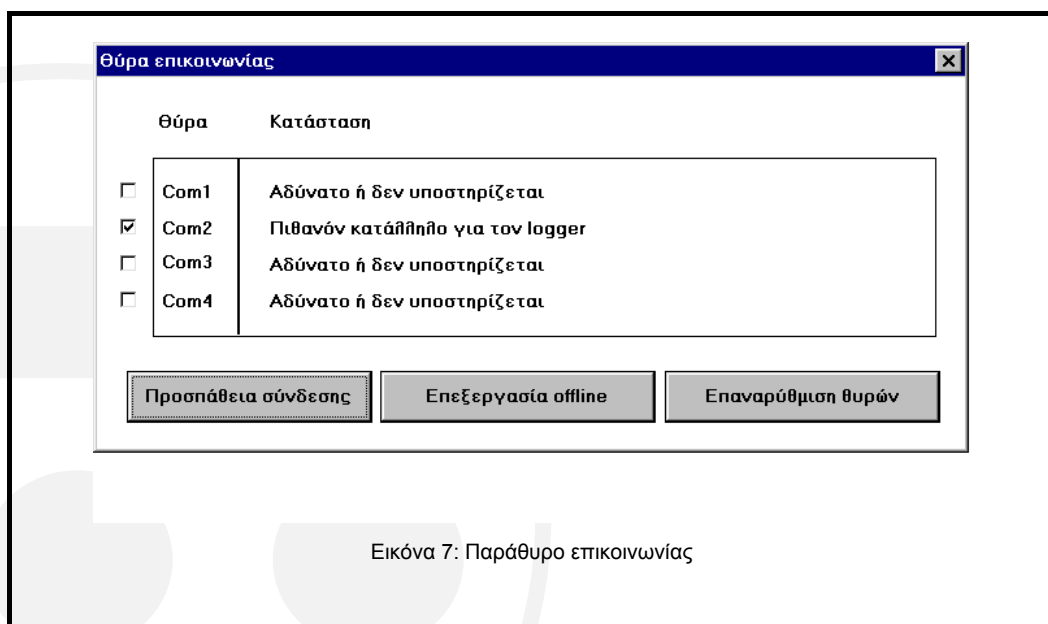 Θύρα επικοινωνίας
Θύρα Κατάσταση
Com1 Αδύνατο ή δεν υποστηρίζεται
Com2 Πιθανόν κατάλληλο για τον logger
Com3 Αδύνατο ή δεν υποστηρίζεται
Com4 Αδύνατο ή δεν υποστηρίζεται
Προσπάθεια σύνδεσης Επεξεργασία offline Επαναρύθμιση θυρών
Εικόνα 7: Παράθυρο επικοινωνίας